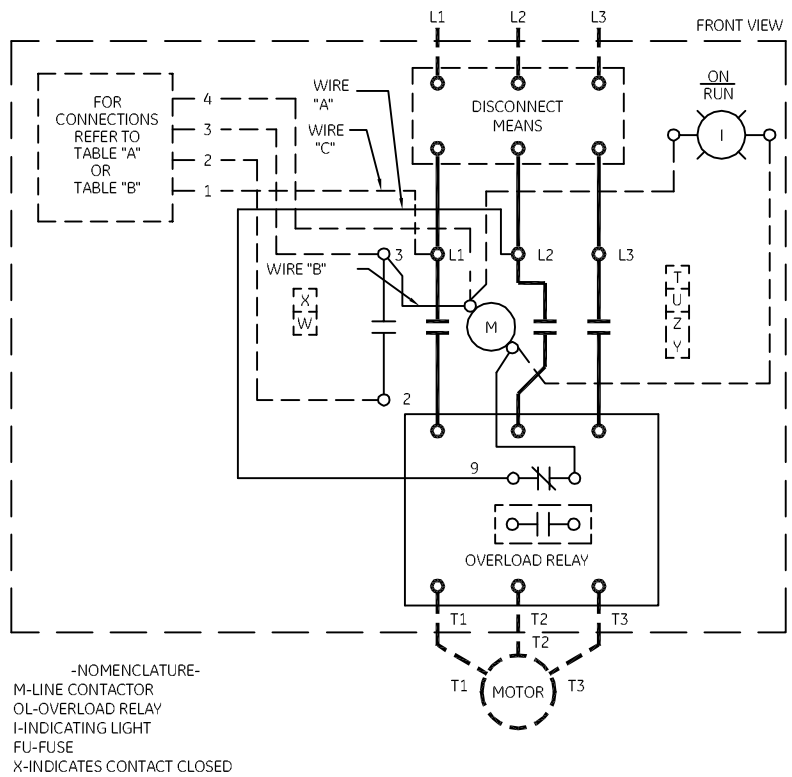 L1 L2 L3
FRONT VIEW
ON
RUN
I
DISCONNECT
MEANS
WIRE
"A"
WIRE
"C"
FOR
CONNECTIONS
REFER TO
TABLE "A"
OR
TABLE "B"
4
3
2
1
3
L1
L2
L3
WIRE "B"
X
W
M
T
U
Z
Y
2
9
OVERLOAD RELAY
T1 T2 T3
T2
T1 MOTOR T3
-NOMENCLATURE-
M-LINE CONTACTOR
OL-OVERLOAD RELAY
I-INDICATING LIGHT
FU-FUSE
X-INDICATES CONTACT CLOSED